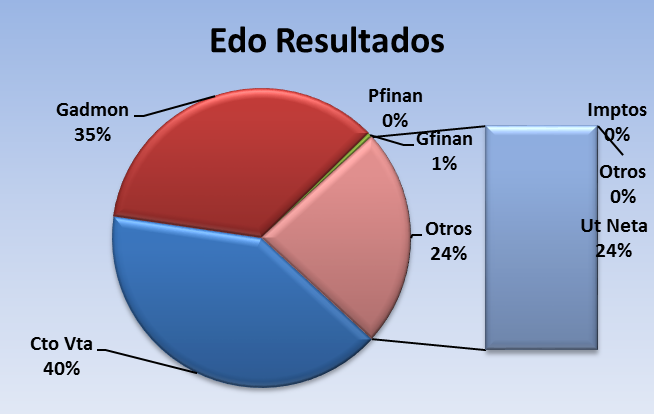 Edo Resultados
Gadmon
35%
Pfinan
0%
Gfinan
1%
Imptos
0%
Otros
0%
Otros
24%
Ut Neta
24%
Cto Vta
40%